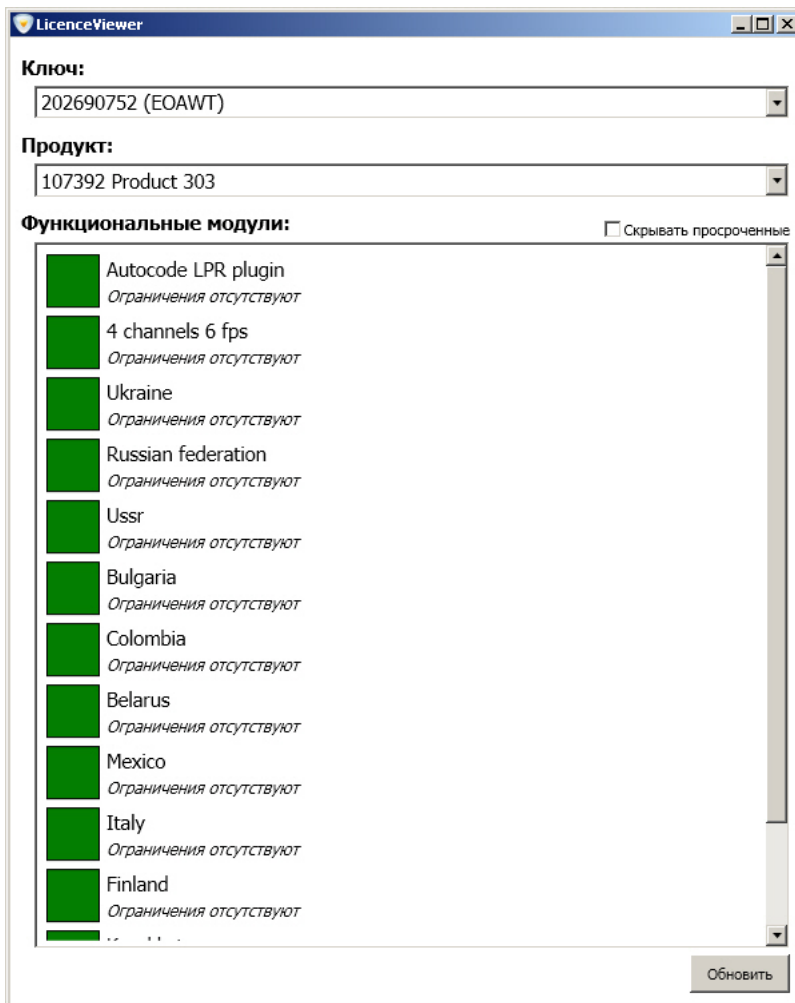 LicenceViewer
Ключ:
202690752 (EOAWT)
Продукт:
107392 Product 303
Функциональные модули:
Скрывать просроченные
Autocode LPR plugin
Ограничения отсутствуют
4 channels 6 fps
Ограничения отсутствуют
Ukraine
Ограничения отсутствуют
Russian federation
Ограничения отсутствуют
Ussr
Ограничения отсутствуют
Bulgaria
Ограничения отсутствуют
Colombia
Ограничения отсутствуют
Belarus
Ограничения отсутствуют
Mexico
Ограничения отсутствуют
Italy
Ограничения отсутствуют
Finland
Ограничения отсутствуют
Обновить